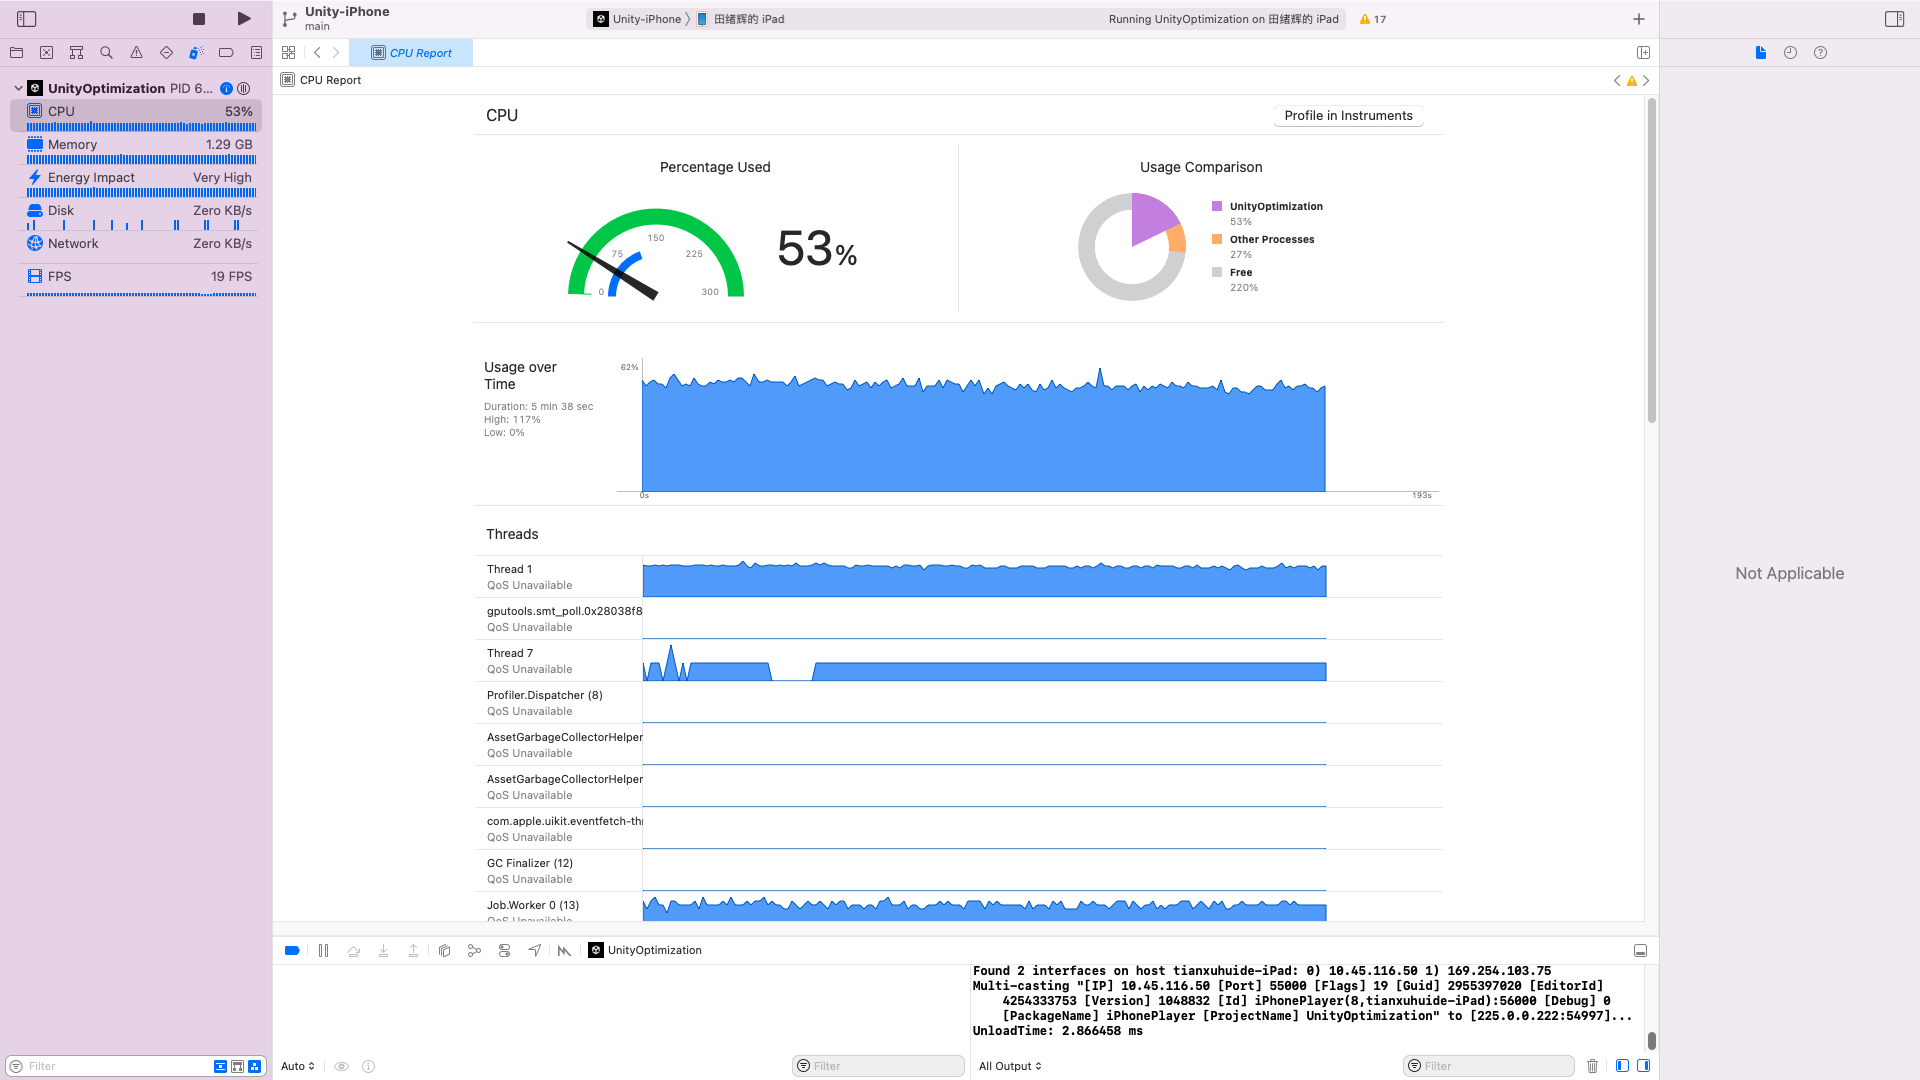 Unity-iPhone
main
Unity-iPhone
田绪辉的 iPad
Running UnityOptimization on 田绪辉的 iPad
17
CPU Report
CPU Report
UnityOptimization PID 6...
CPU 53%
Memory 1.29 GB
Energy Impact Very High
Disk Zero KB/s
Network Zero KB/s
FPS 19 FPS
CPU
Profile in Instruments
Percentage Used
0
75
150
225
300
53%
Usage Comparison
UnityOptimization
53%
Other Processes
27%
Free
220%
Usage over
Time
Duration: 5 min 38 sec
High: 117%
Low: 0%
62%
0s
193s
Threads
Thread 1
QoS Unavailable
gputools.smt_poll.0x28038f8
QoS Unavailable
Thread 7
QoS Unavailable
Profiler.Dispatcher (8)
QoS Unavailable
AssetGarbageCollectorHelper
QoS Unavailable
AssetGarbageCollectorHelper
QoS Unavailable
com.apple.uikit.eventfetch-th
QoS Unavailable
GC Finalizer (12)
QoS Unavailable
Job.Worker 0 (13)
QoS Unavailable
Not Applicable
UnityOptimization
Found 2 interfaces on host tianxuhuide-iPad: 0) 10.45.116.50 1) 169.254.103.75
Multi-casting "[IP] 10.45.116.50 [Port] 55000 [Flags] 19 [Guid] 2955397020 [EditorId]
4254333753 [Version] 1048832 [Id] iPhonePlayer(8,tianxuhuide-iPad):56000 [Debug] 0
[PackageName] iPhonePlayer [ProjectName] UnityOptimization" to [225.0.0.222:54997]...
UnloadTime: 2.866458 ms
Filter
Auto
Filter
All Output
Filter